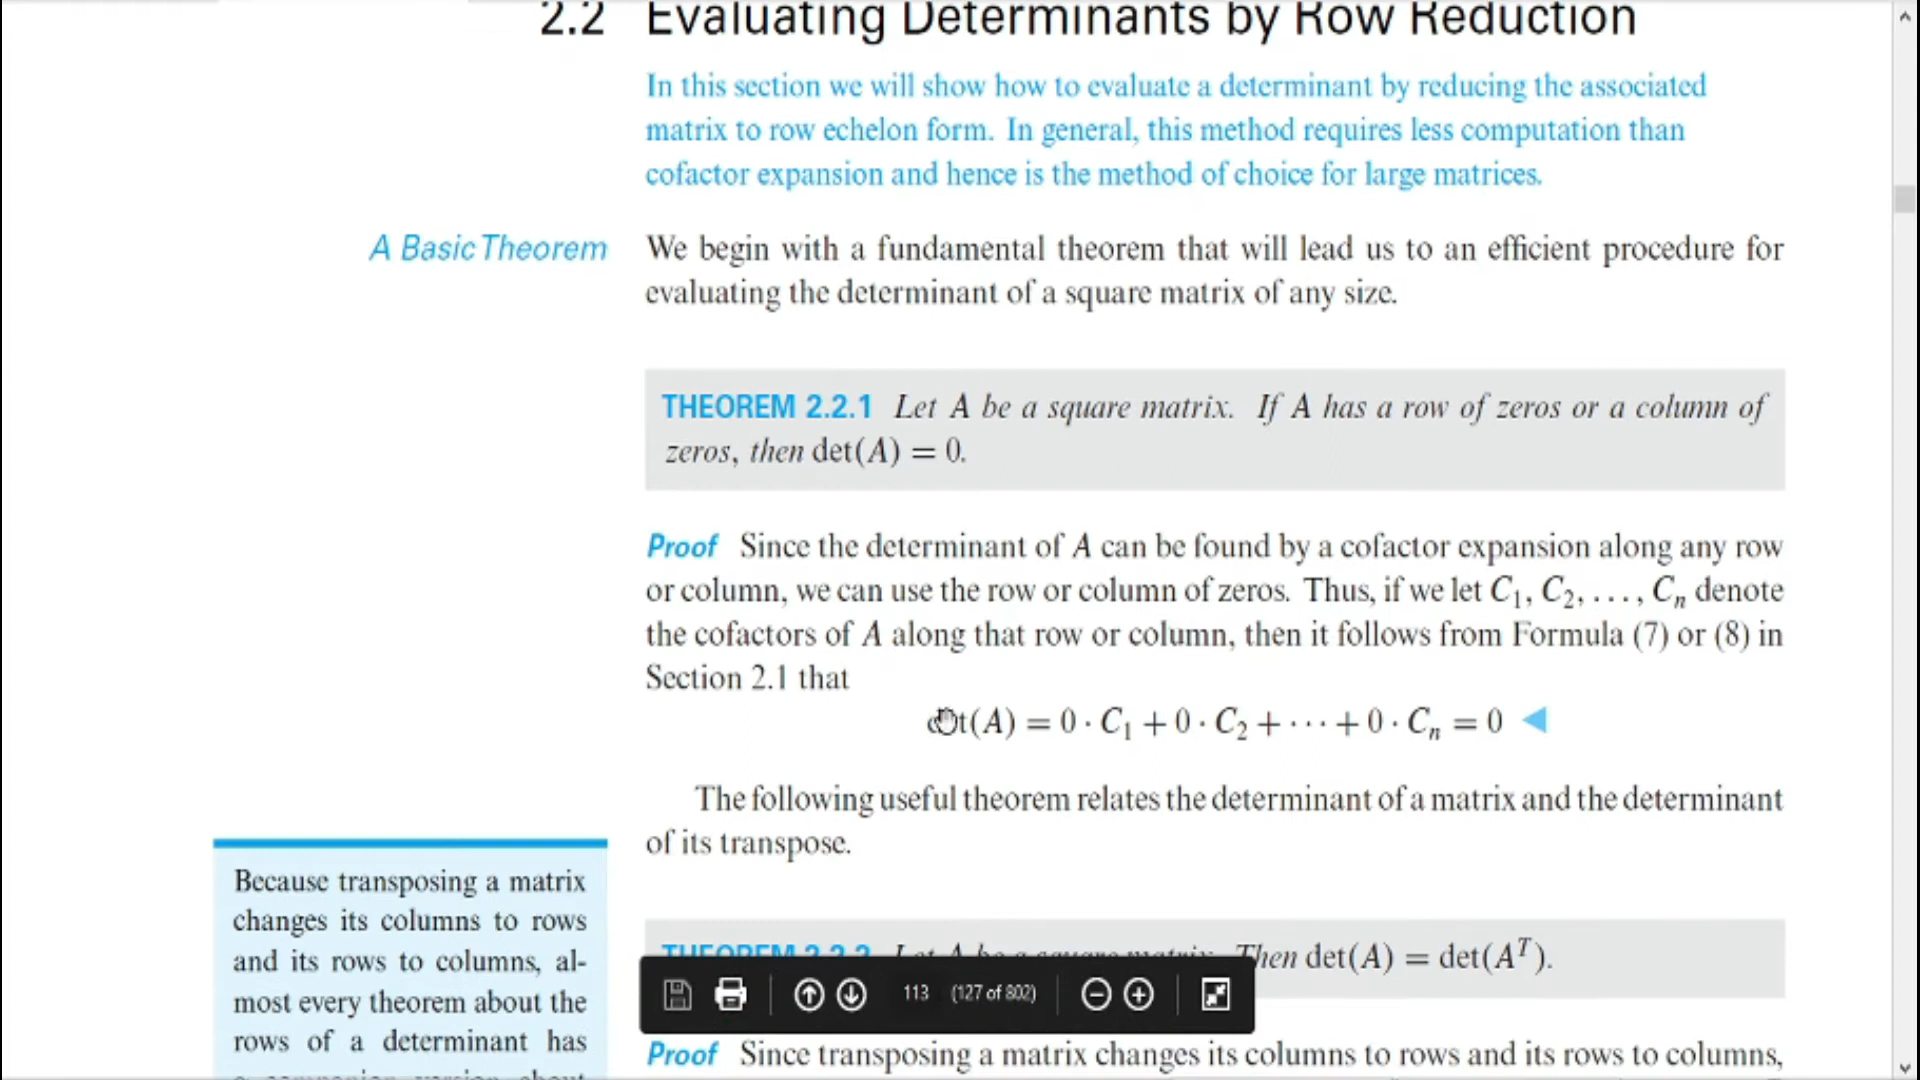 2.2 Evaluating Determinants by Row Reduction
In this section we will show how to evaluate a determinant by reducing the associated
matrix to row echelon form. In general, this method requires less computation than
cofactor expansion and hence is the method of choice for large matrices.
A Basic Theorem
We begin with a fundamental theorem that will lead us to an efficient procedure for
evaluating the determinant of a square matrix of any size.
THEOREM 2.2.1 Let A be a square matrix. If A has a row of zeros or a column of
zeros, then det(A) = 0.
Proof Since the determinant of A can be found by a cofactor expansion along any row
or column, we can use the row or column of zeros. Thus, if we let C₁, C₂, . . . , Cₙ denote
the cofactors of A along that row or column, then it follows from Formula (7) or (8) in
Section 2.1 that
(A) = 0 · C₁ + 0 · C₂ + · · · + 0 · Cₙ = 0
The following useful theorem relates the determinant of a matrix and the determinant
of its transpose.
Because transposing a matrix
changes its columns to rows
and its rows to columns, al-
most every theorem about the
rows of a determinant has
THEOREM 2.2.2 Let A be a square matrix. Then det(A) = det(Aᵀ).
113 (127 of 802)
Proof Since transposing a matrix changes its columns to rows and its rows to columns,